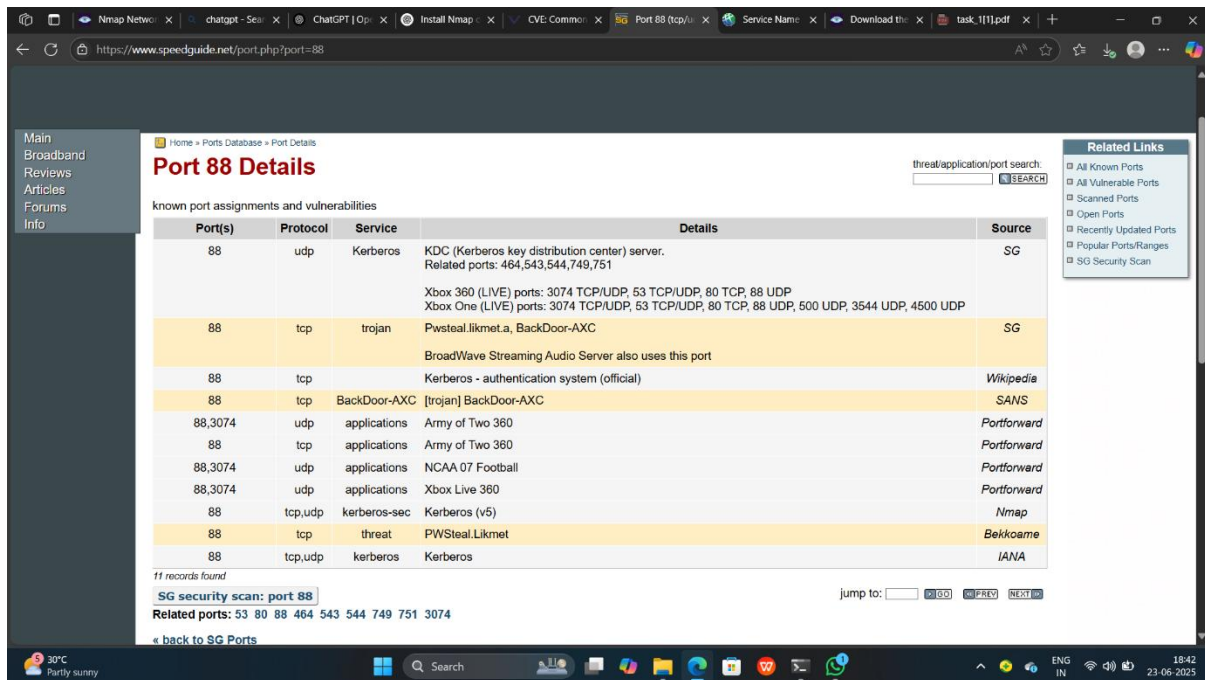 Nmap Networ
chatgpt - Sear
ChatGPT | Ope
Install Nmap
CVE: Common
Port 88 (tcp/u
Service Name
Download the
task_1[1].pdf
https://www.speedguide.net/port.php?port=88
Main
Broadband
Reviews
Articles
Forums
Info
Home » Ports Database » Port Details
Port 88 Details
threat/application/port search:
SEARCH
known port assignments and vulnerabilities
Port(s) Protocol Service Details Source
88 udp Kerberos KDC (Kerberos key distribution center) server. SG
Related ports: 464,543,544,749,751
Xbox 360 (LIVE) ports: 3074 TCP/UDP, 53 TCP/UDP, 80 TCP, 88 UDP
Xbox One (LIVE) ports: 3074 TCP/UDP, 53 TCP/UDP, 80 TCP, 88 UDP, 500 UDP, 3544 UDP, 4500 UDP
88 tcp trojan Pwsteal.likmet.a, BackDoor-AXC SG
BroadWave Streaming Audio Server also uses this port
88 tcp Kerberos - authentication system (official) Wikipedia
88 tcp BackDoor-AXC [trojan] BackDoor-AXC SANS
88,3074 udp applications Army of Two 360 Portforward
88 tcp applications Army of Two 360 Portforward
88,3074 udp applications NCAA 07 Football Portforward
88,3074 udp applications Xbox Live 360 Portforward
88 tcp,udp kerberos-sec Kerberos (v5) Nmap
88 tcp threat PWSteal.Likmet Bekkoame
88 tcp,udp kerberos Kerberos IANA
11 records found
SG security scan: port 88
jump to: GO PREV NEXT
Related ports: 53 80 88 464 543 544 749 751 3074
« back to SG Ports
Related Links
All Known Ports
All Vulnerable Ports
Scanned Ports
Open Ports
Recently Updated Ports
Popular Ports/Ranges
SG Security Scan
5
30°C
Partly sunny
Search
ENG
IN
18:42
23-06-2025